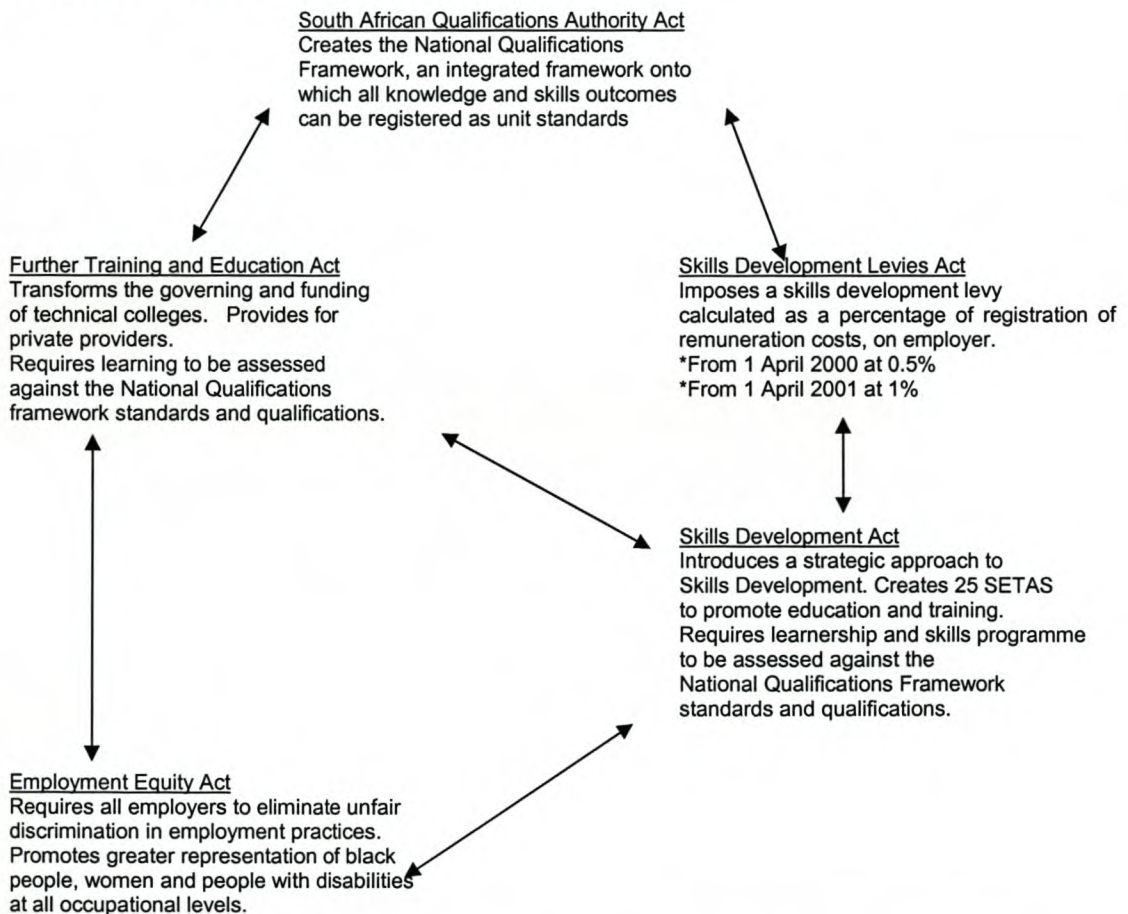 South African Qualifications Authority Act
Creates the National Qualifications
Framework, an integrated framework onto
which all knowledge and skills outcomes
can be registered as unit standards
Further Training and Education Act
Transforms the governing and funding
of technical colleges. Provides for
private providers.
Requires learning to be assessed
against the National Qualifications
framework standards and qualifications.
Skills Development Levies Act
Imposes a skills development levy
calculated as a percentage of registration of
remuneration costs, on employer.
*From 1 April 2000 at 0.5%
*From 1 April 2001 at 1%
Skills Development Act
Introduces a strategic approach to
Skills Development. Creates 25 SETAS
to promote education and training.
Requires learnership and skills programme
to be assessed against the
National Qualifications Framework
standards and qualifications.
Employment Equity Act
Requires all employers to eliminate unfair
discrimination in employment practices.
Promotes greater representation of black
people, women and people with disabilities
at all occupational levels.